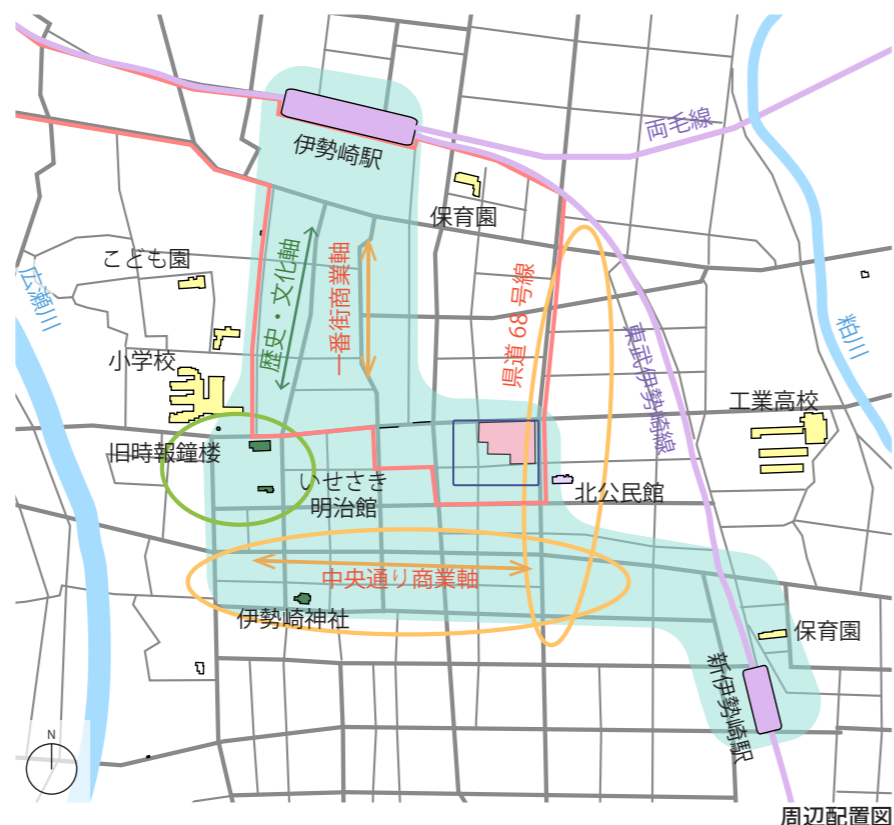 両毛線
伊勢崎駅
保育園
こども園
広瀬川
歴史・文化軸
一番街商業軸
県道 68 号線
東武伊勢崎線
粕川
小学校
工業高校
旧時報鐘楼
いせさき
明治館
北公民館
中央通り商業軸
伊勢崎神社
保育園
新伊勢崎駅
N
周辺配置図